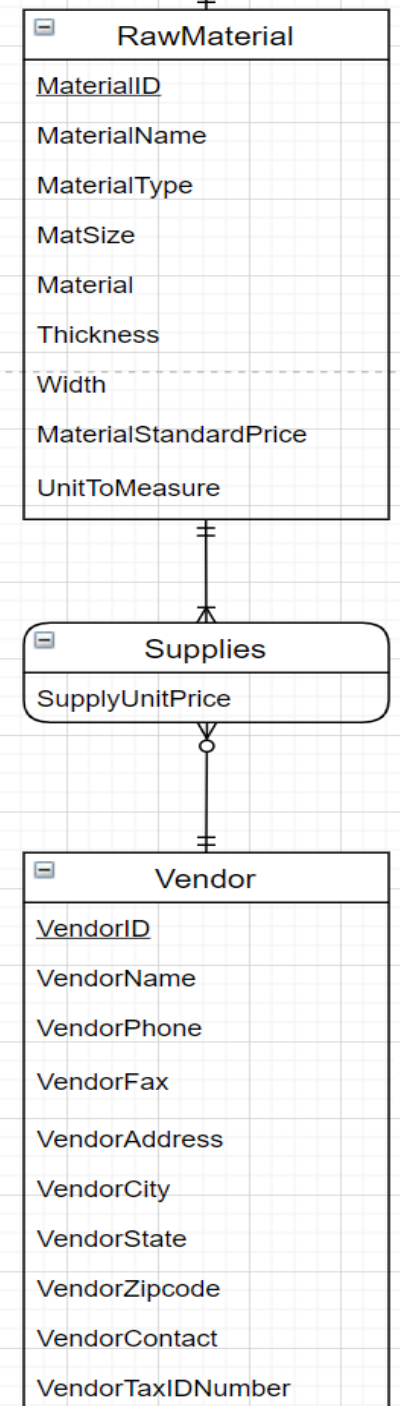 RawMaterial
MaterialID
MaterialName
MaterialType
MatSize
Material
Thickness
Width
MaterialStandardPrice
UnitToMeasure
Supplies
SupplyUnitPrice
Vendor
VendorID
VendorName
VendorPhone
VendorFax
VendorAddress
VendorCity
VendorState
VendorZipcode
VendorContact
VendorTaxIDNumber